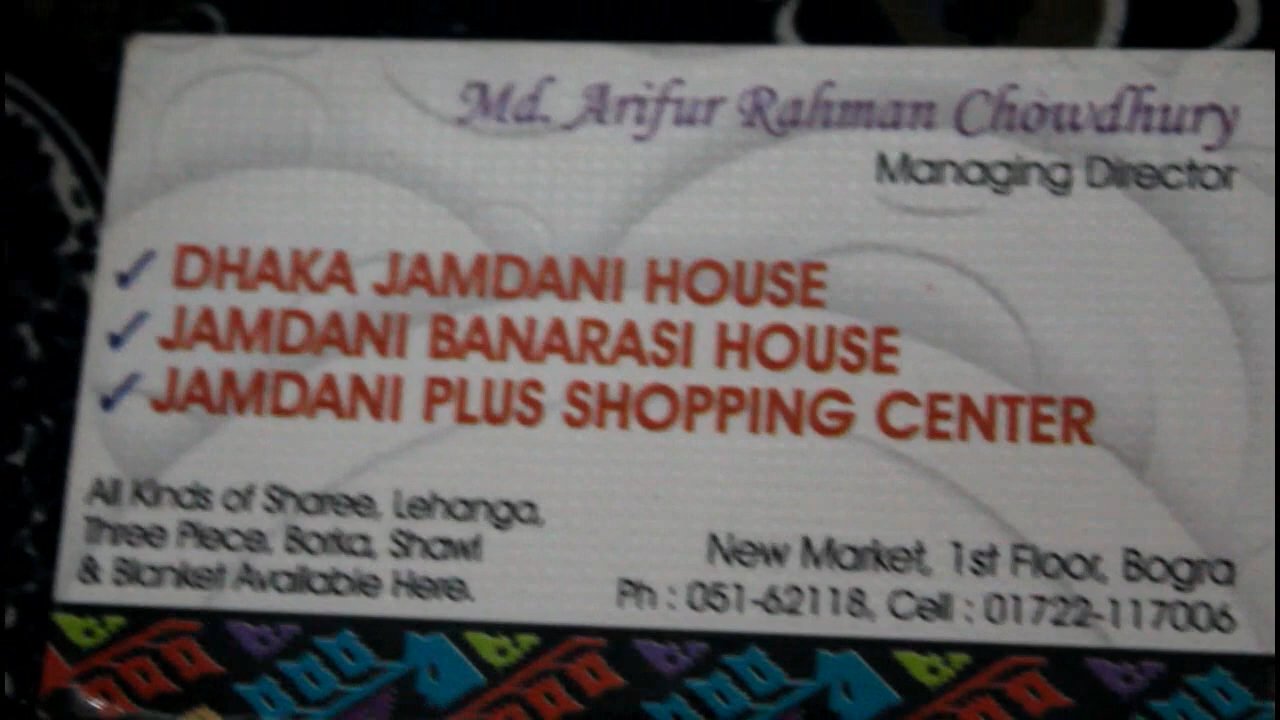 Md. Arifur Rahman Chowdhury
Managing Director
✓ DHAKA JAMDANI HOUSE
✓ JAMDANI BANARASI HOUSE
✓ JAMDANI PLUS SHOPPING CENTER
All Kinds of Sharee, Lehanga,
Three Piece, Borka, Shawl
& Blanket Available Here.
New Market, 1st Floor, Bogra
Ph : 051-62118, Cell : 01722-117006